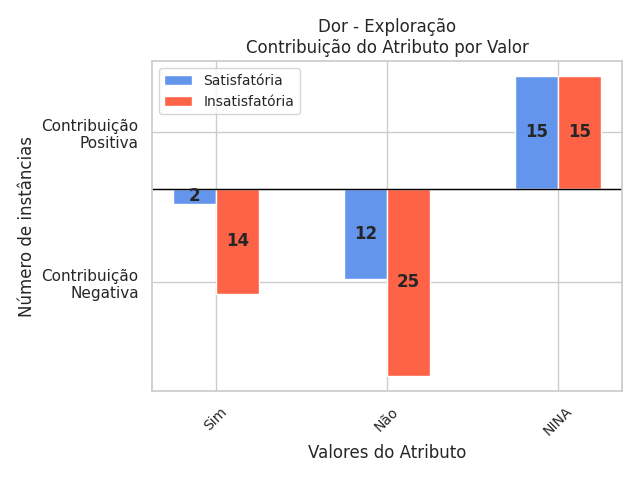 Dor - Exploração
Contribuição do Atributo por Valor
Satisfatória
Insatisfatória
Contribuição
Positiva
Contribuição
Negativa
Número de instâncias
2
14
12
25
15
15
Sim
Não
NINA
Valores do Atributo